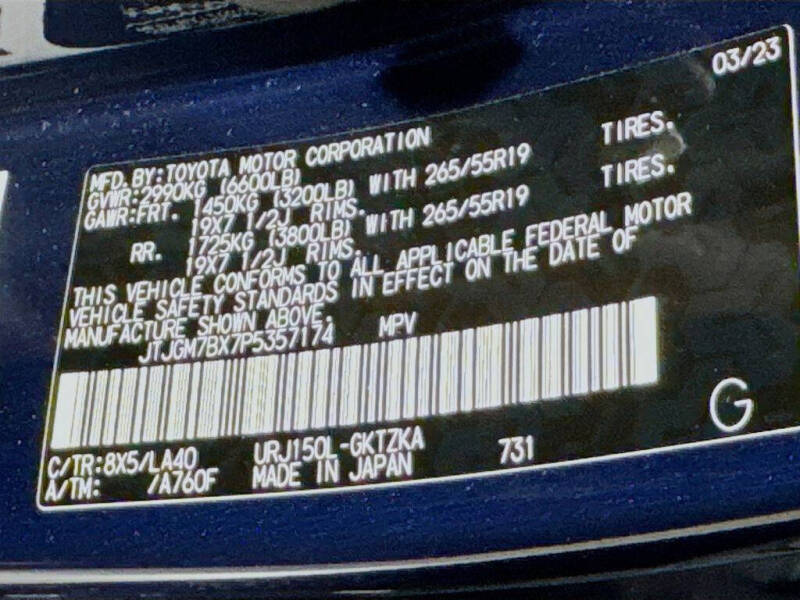 03/23
MFD. BY: TOYOTA MOTOR CORPORATION
GVWR: 2990KG (6600LB)
GAWR: FRT. 1450KG (3200LB) WITH 265/55R19 TIRES.
19X7 1/2J RIMS.
RR. 1725KG (3800LB) WITH 265/55R19 TIRES.
19X7 1/2J RIMS.
THIS VEHICLE CONFORMS TO ALL APPLICABLE FEDERAL MOTOR
VEHICLE SAFETY STANDARDS IN EFFECT ON THE DATE OF
MANUFACTURE SHOWN ABOVE.
JTJGM7BX7P5357174 MPV
G
C/TR: 8X5/LA40 URJ150L-GKTZKA 731
A/TM: /A760F MADE IN JAPAN